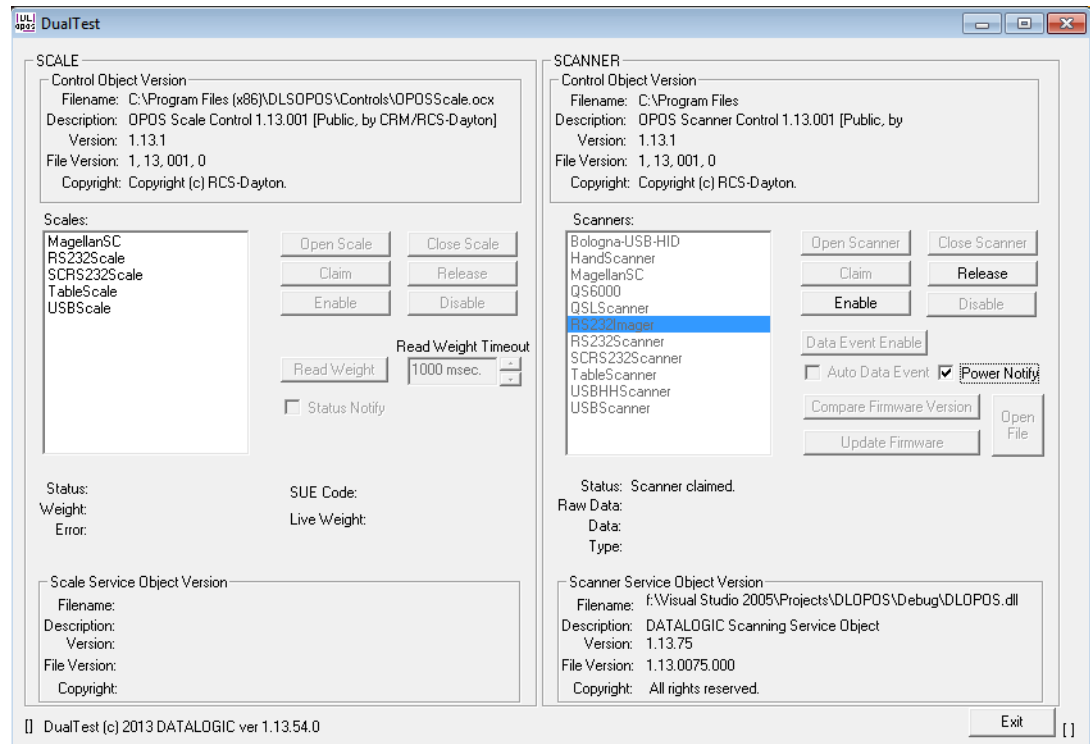 UL
opos DualTest
SCALE
Control Object Version
Filename: C:\Program Files (x86)\DLSOPOS\Controls\OPOSScale.ocx
Description: OPOS Scale Control 1.13.001 [Public, by CRM/RCS-Dayton]
Version: 1.13.1
File Version: 1, 13, 001, 0
Copyright: Copyright (c) RCS-Dayton.
Scales:
MagellanSC
RS232Scale
SCRS232Scale
TableScale
USBScale
Open Scale Close Scale
Claim Release
Enable Disable
Read Weight Timeout
Read Weight 1000 msec.
Status Notify
Status:
Weight:
Error:
SUE Code:
Live Weight:
Scale Service Object Version
Filename:
Description:
Version:
File Version:
Copyright:
SCANNER
Control Object Version
Filename: C:\Program Files
Description: OPOS Scanner Control 1.13.001 [Public, by
Version: 1.13.1
File Version: 1, 13, 001, 0
Copyright: Copyright (c) RCS-Dayton.
Scanners:
Bologna-USB-HID
HandScanner
MagellanSC
QS6000
QSLScanner
RS232Imager
RS232Scanner
SCRS232Scanner
TableScanner
USBHHScanner
USBScanner
Open Scanner Close Scanner
Claim Release
Enable Disable
Data Event Enable
Auto Data Event Power Notify
Compare Firmware Version
Update Firmware
Open
File
Status: Scanner claimed.
Raw Data:
Data:
Type:
Scanner Service Object Version
Filename: f:\Visual Studio 2005\Projects\DLOPOS\Debug\DLOPOS.dll
Description: DATALOGIC Scanning Service Object
Version: 1.13.75
File Version: 1.13.0075.000
Copyright: All rights reserved.
[] DualTest (c) 2013 DATALOGIC ver 1.13.54.0
Exit
[ ]